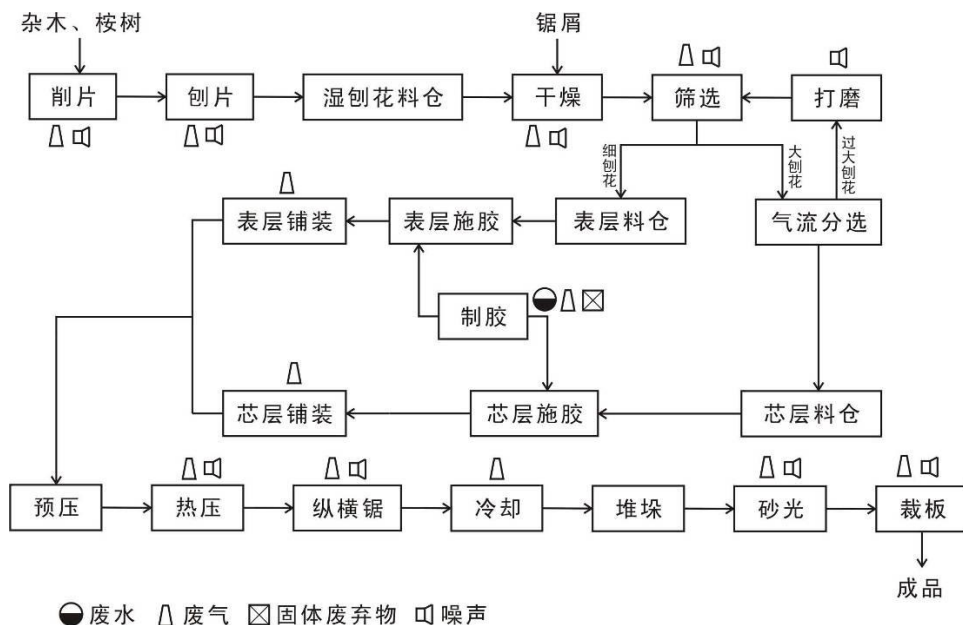 杂木、桉树
锯屑
削片
刨片
湿刨花料仓
干燥
筛选
打磨
细刨花
大刨花
过大刨花
表层铺装
表层施胶
表层料仓
气流分选
制胶
芯层铺装
芯层施胶
芯层料仓
预压
热压
纵横锯
冷却
堆垛
砂光
裁板
成品
废水 废气 固体废弃物 噪声